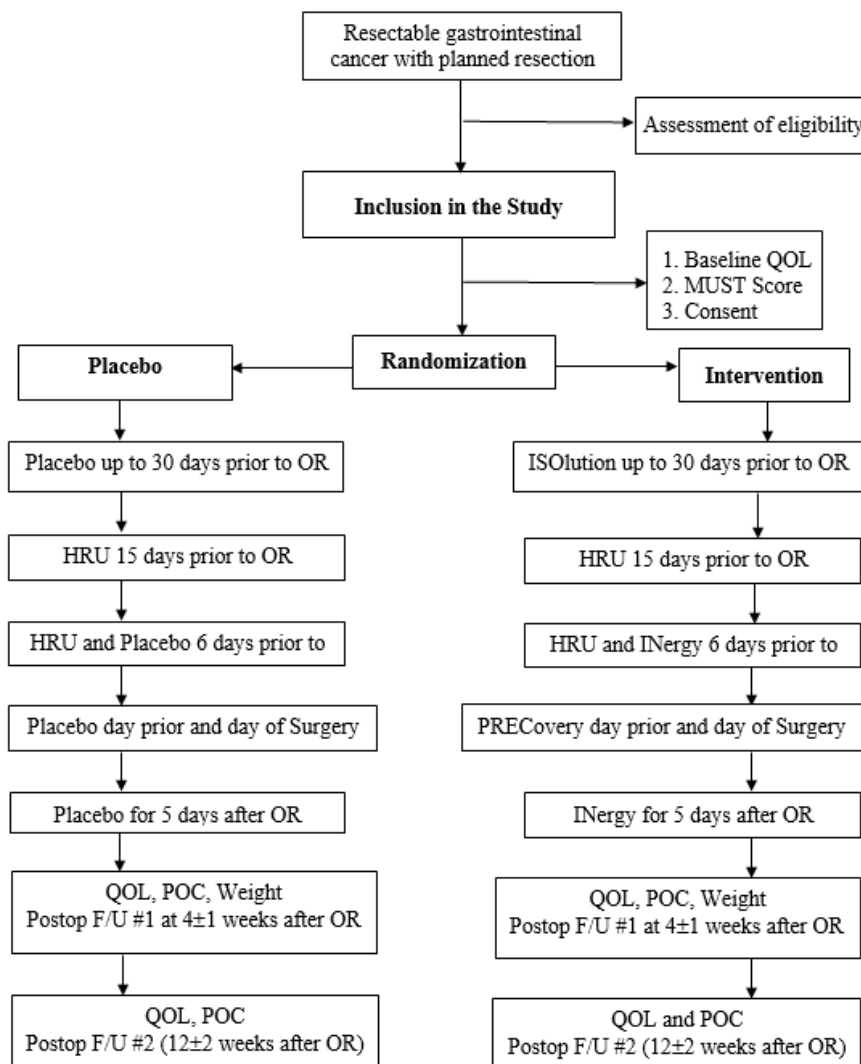 Resectable gastrointestinal
cancer with planned resection
Assessment of eligibility
Inclusion in the Study
1. Baseline QOL
2. MUST Score
3. Consent
Randomization
Placebo
Intervention
Placebo up to 30 days prior to OR
ISOlution up to 30 days prior to OR
HRU 15 days prior to OR
HRU 15 days prior to OR
HRU and Placebo 6 days prior to
HRU and INergy 6 days prior to
Placebo day prior and day of Surgery
PRECovery day prior and day of Surgery
Placebo for 5 days after OR
INergy for 5 days after OR
QOL, POC, Weight
Postop F/U #1 at 4±1 weeks after OR
QOL, POC, Weight
Postop F/U #1 at 4±1 weeks after OR
QOL, POC
Postop F/U #2 (12±2 weeks after OR)
QOL and POC
Postop F/U #2 (12±2 weeks after OR)